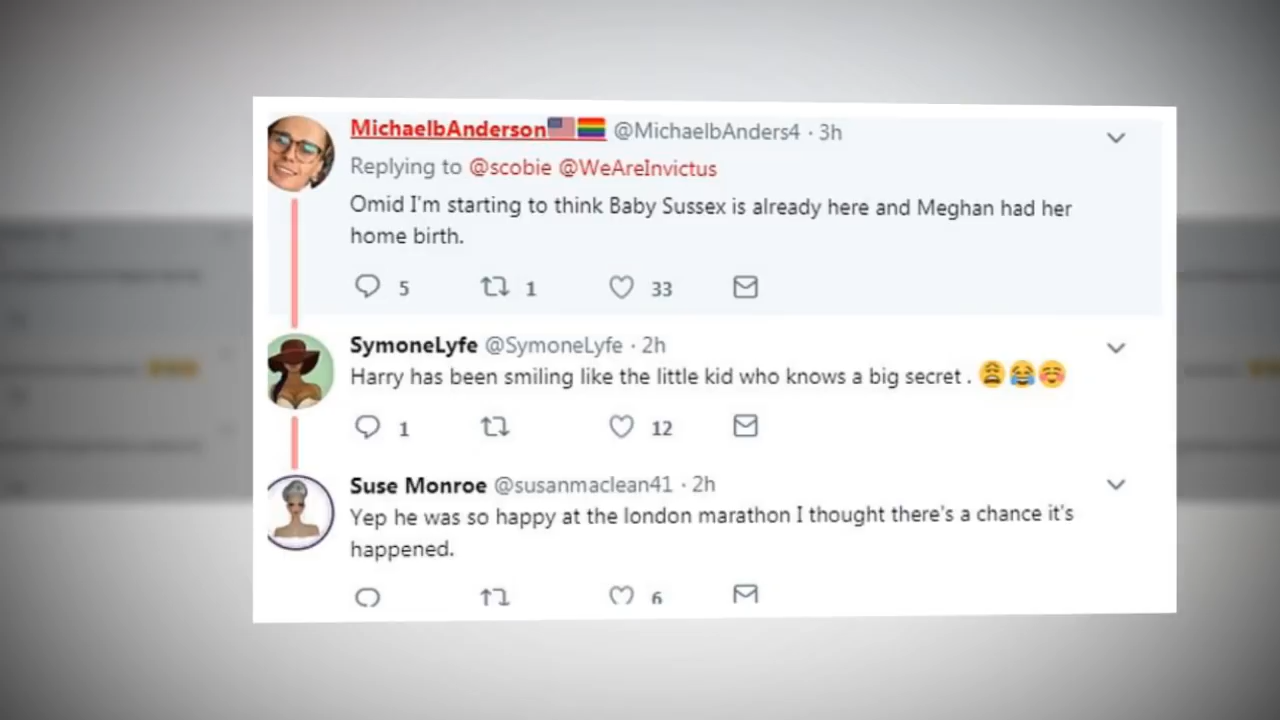 MichaelbAnderson🇺🇸🏳️‍🌈 @MichaelbAnders4 · 3h
Replying to @scobie @WeAreInvictus
Omid I'm starting to think Baby Sussex is already here and Meghan had her
home birth.
5 1 33
SymoneLyfe @SymoneLyfe · 2h
Harry has been smiling like the little kid who knows a big secret . 😩😂☺️
1 12
Suse Monroe @susanmaclean41 · 2h
Yep he was so happy at the london marathon I thought there's a chance it's
happened.
6